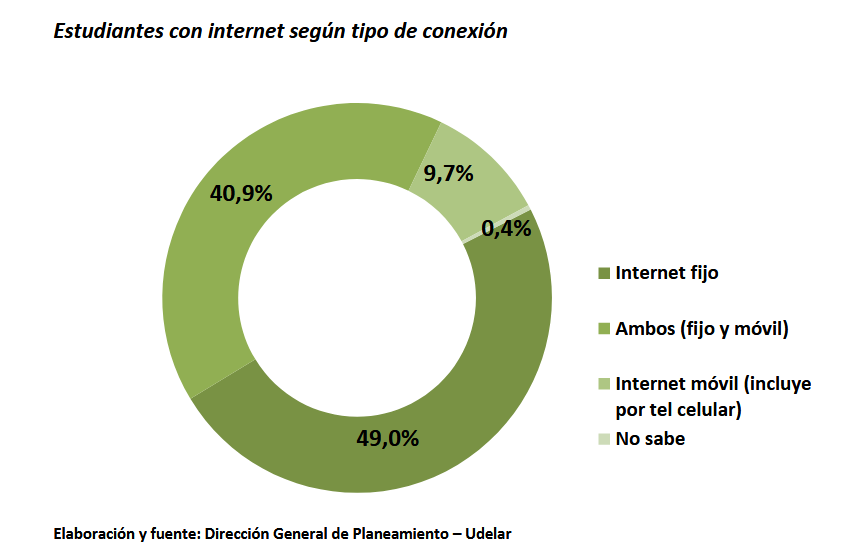 Estudiantes con internet según tipo de conexión
9,7%
40,9%
0,4%
Internet fijo
Ambos (fijo y móvil)
Internet móvil (incluye
por tel celular)
No sabe
49,0%
Elaboración y fuente: Dirección General de Planeamiento – Udelar